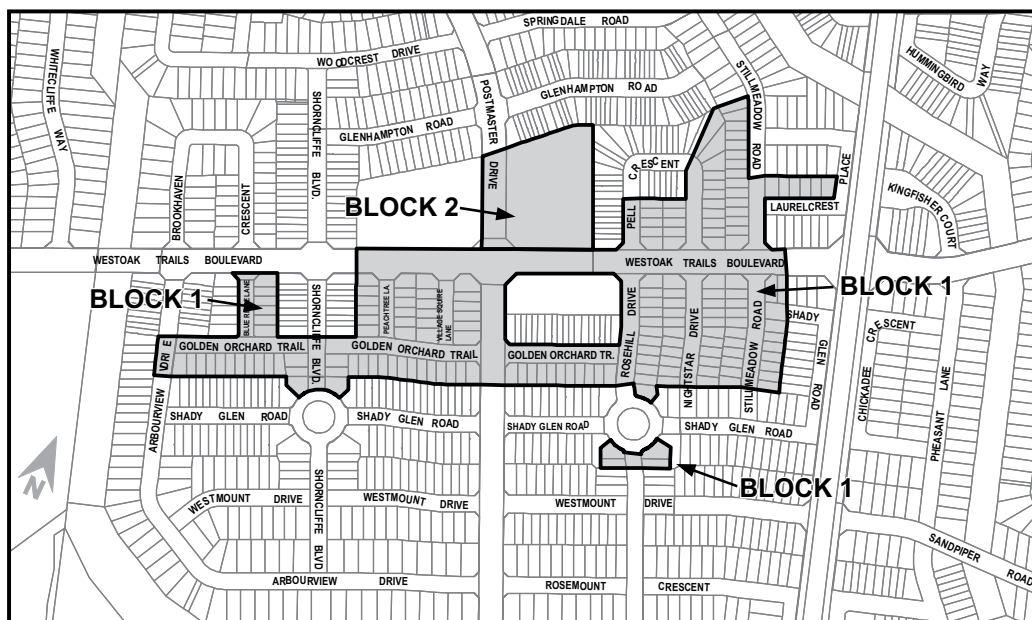 SPRINGDALE ROAD
WHITECLIFFE WAY
WOODCREST DRIVE
HUMMINGBIRD WAY
STILLMEADOW ROAD
POSTMASTER DRIVE
GLENHAMPTON ROAD
SHORNCLIFFE BLVD.
GLENHAMPTON ROAD
CRESCENT
PELL
PLACE
BROOKHAVEN
CRESCENT
KINGFISHER COURT
LAURELCREST
BLOCK 2
WESTOAK TRAILS BOULEVARD
WESTOAK TRAILS BOULEVARD
BLOCK 1
BLOCK 1
BLUE RIDGE LANE
SHORNCLIFFE BLVD.
PEACHTREE LA.
VILLAGE SQUIRE
LANE
ROSEHILL DRIVE
NIGHTSTAR DRIVE
STILLMEADOW ROAD
SHADY GLEN ROAD
CRESCENT
CHICKADEE
PHEASANT LANE
GOLDEN ORCHARD TRAIL
GOLDEN ORCHARD TRAIL
GOLDEN ORCHARD TR.
ARBOURVIEW DRIVE
SHADY GLEN ROAD
SHADY GLEN ROAD
SHADY GLEN ROAD
SHADY GLEN ROAD
BLOCK 1
N
WESTMOUNT DRIVE
WESTMOUNT DRIVE
WESTMOUNT DRIVE
SHORNCLIFFE BLVD
SANDPIPER ROAD
ARBOURVIEW DRIVE
ROSEMOUNT CRESCENT